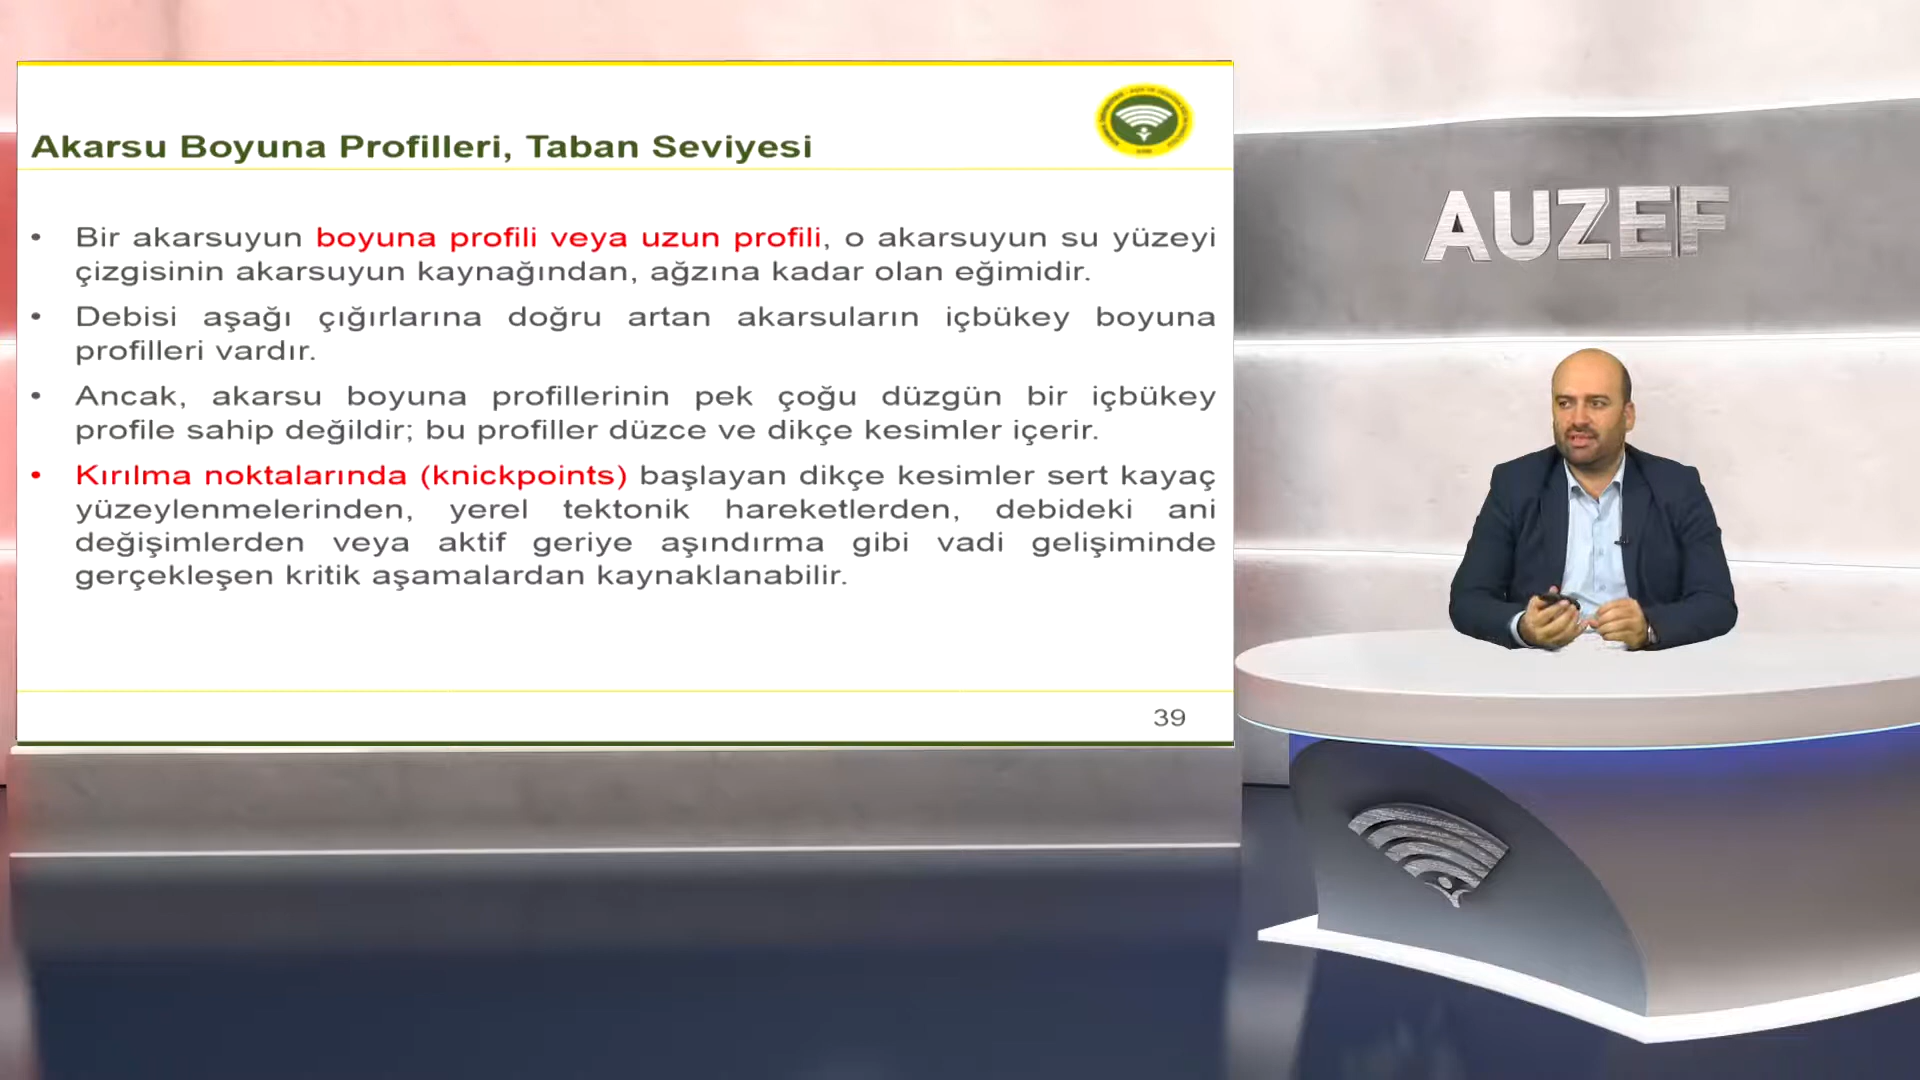 Akarsu Boyuna Profilleri, Taban Seviyesi
• Bir akarsuyun boyuna profili veya uzun profili, o akarsuyun su yüzeyi
çizgisinin akarsuyun kaynağından, ağzına kadar olan eğimidir.
• Debisi aşağı çığırlarına doğru artan akarsuların içbükey boyuna
profilleri vardır.
• Ancak, akarsu boyuna profillerinin pek çoğu düzgün bir içbükey
profile sahip değildir; bu profiller düzce ve dikçe kesimler içerir.
• Kırılma noktalarında (knickpoints) başlayan dikçe kesimler sert kayaç
yüzeylenmelerinden, yerel tektonik hareketlerden, debideki ani
değişimlerden veya aktif geriye aşındırma gibi vadi gelişiminde
gerçekleşen kritik aşamalardan kaynaklanabilir.
39
AUZEF